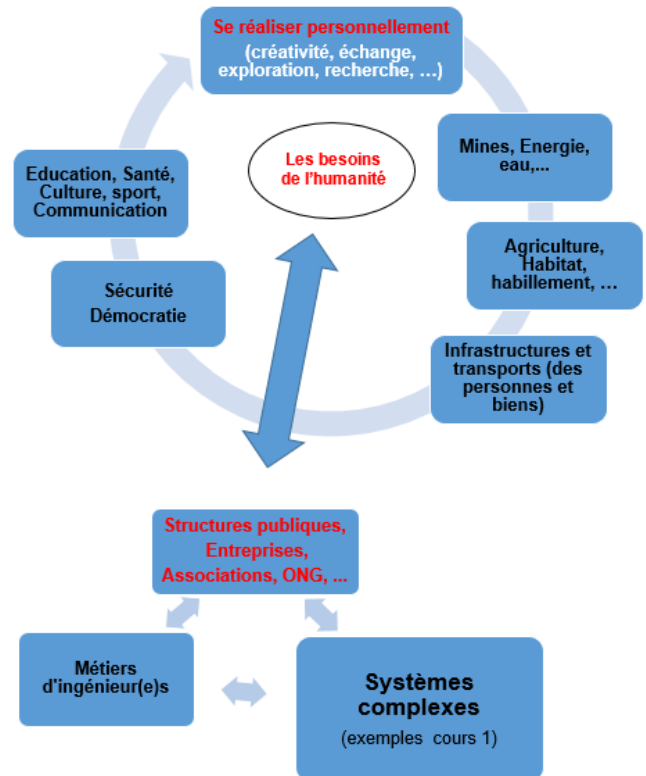 Se réaliser personnellement
(créativité, échange,
exploration, recherche, …)
Les besoins
de l'humanité
Mines, Energie,
eau,...
Agriculture,
Habitat,
habillement, …
Infrastructures et
transports (des
personnes et
biens)
Sécurité
Démocratie
Education, Santé,
Culture, sport,
Communication
Structures publiques,
Entreprises,
Associations, ONG, ...
Métiers
d'ingénieur(e)s
Systèmes
complexes
(exemples cours 1)